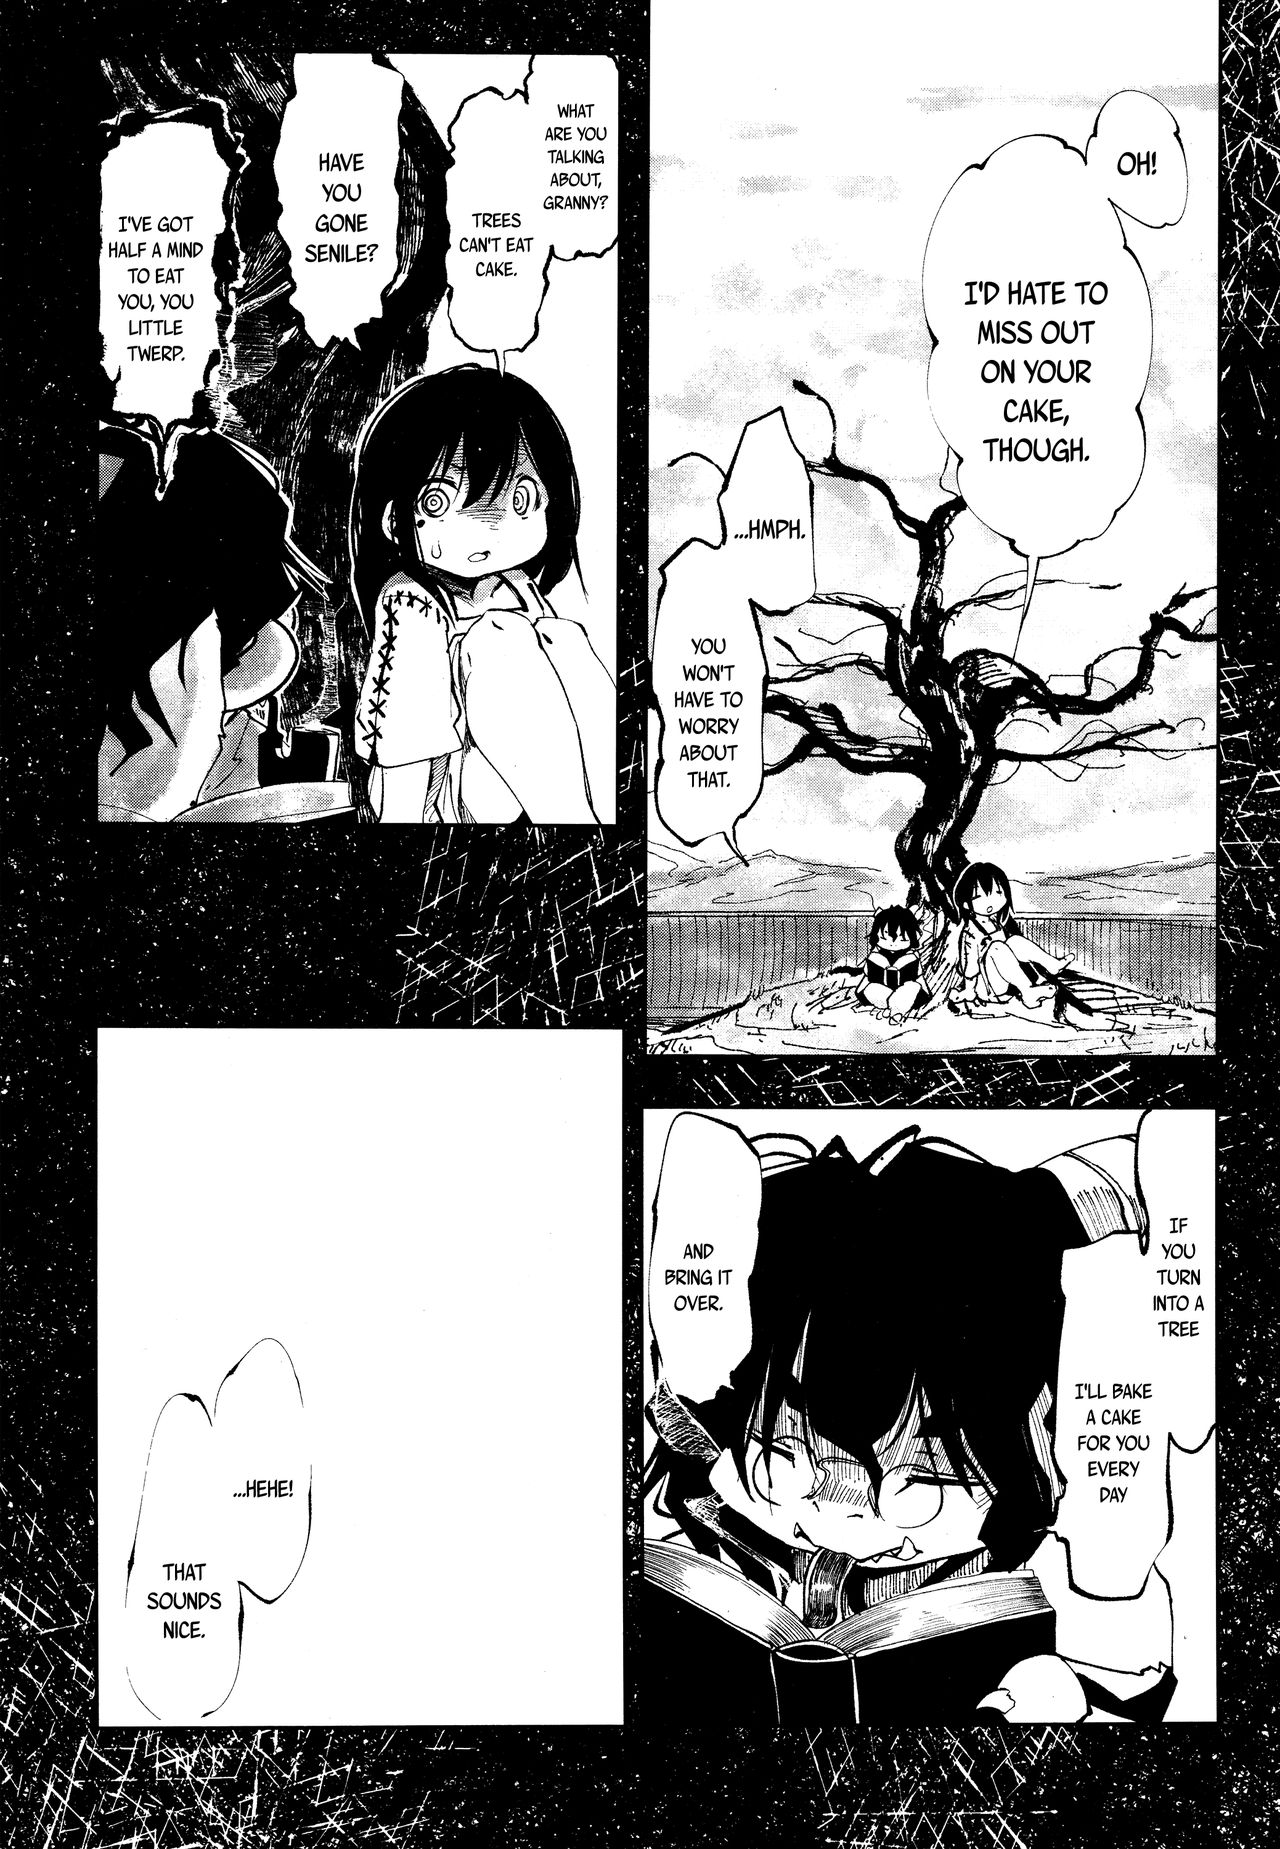 OH!
I'D HATE TO
MISS OUT
ON YOUR
CAKE,
THOUGH.
...HMPH.
YOU
WON'T
HAVE TO
WORRY
ABOUT
THAT.
IF
YOU
TURN
INTO A
TREE
I'LL BAKE
A CAKE
FOR YOU
EVERY
DAY
AND
BRING IT
OVER.
WHAT
ARE YOU
TALKING
ABOUT,
GRANNY?
TREES
CAN'T EAT
CAKE.
HAVE
YOU
GONE
SENILE?
I'VE GOT
HALF A MIND
TO EAT
YOU, YOU
LITTLE
TWERP.
...HEHE!
THAT
SOUNDS
NICE.